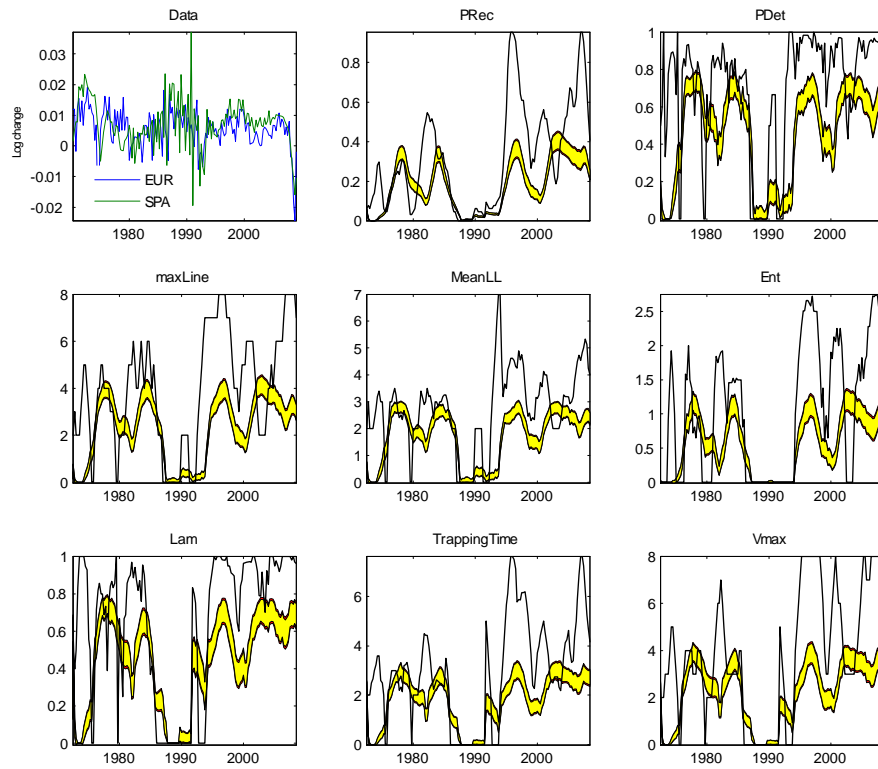 Data
PRec
PDet
0.03
0.02
0.01
0
-0.01
-0.02
Log change
EUR
SPA
1980 1990 2000
0.8
0.6
0.4
0.2
0
1980 1990 2000
1
0.8
0.6
0.4
0.2
0
1980 1990 2000
maxLine
MeanLL
Ent
8
6
4
2
0
1980 1990 2000
7
6
5
4
3
2
1
0
1980 1990 2000
2.5
2
1.5
1
0.5
0
1980 1990 2000
Lam
TrappingTime
Vmax
1
0.8
0.6
0.4
0.2
0
1980 1990 2000
6
4
2
0
1980 1990 2000
8
6
4
2
0
1980 1990 2000